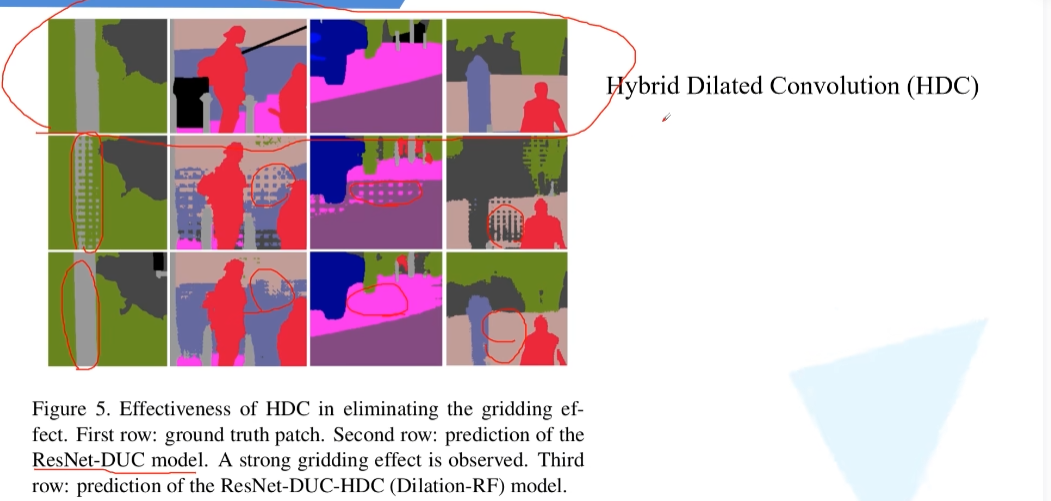 Hybrid Dilated Convolution (HDC)
Figure 5. Effectiveness of HDC in eliminating the gridding ef-
fect. First row: ground truth patch. Second row: prediction of the
ResNet-DUC model. A strong gridding effect is observed. Third
row: prediction of the ResNet-DUC-HDC (Dilation-RF) model.